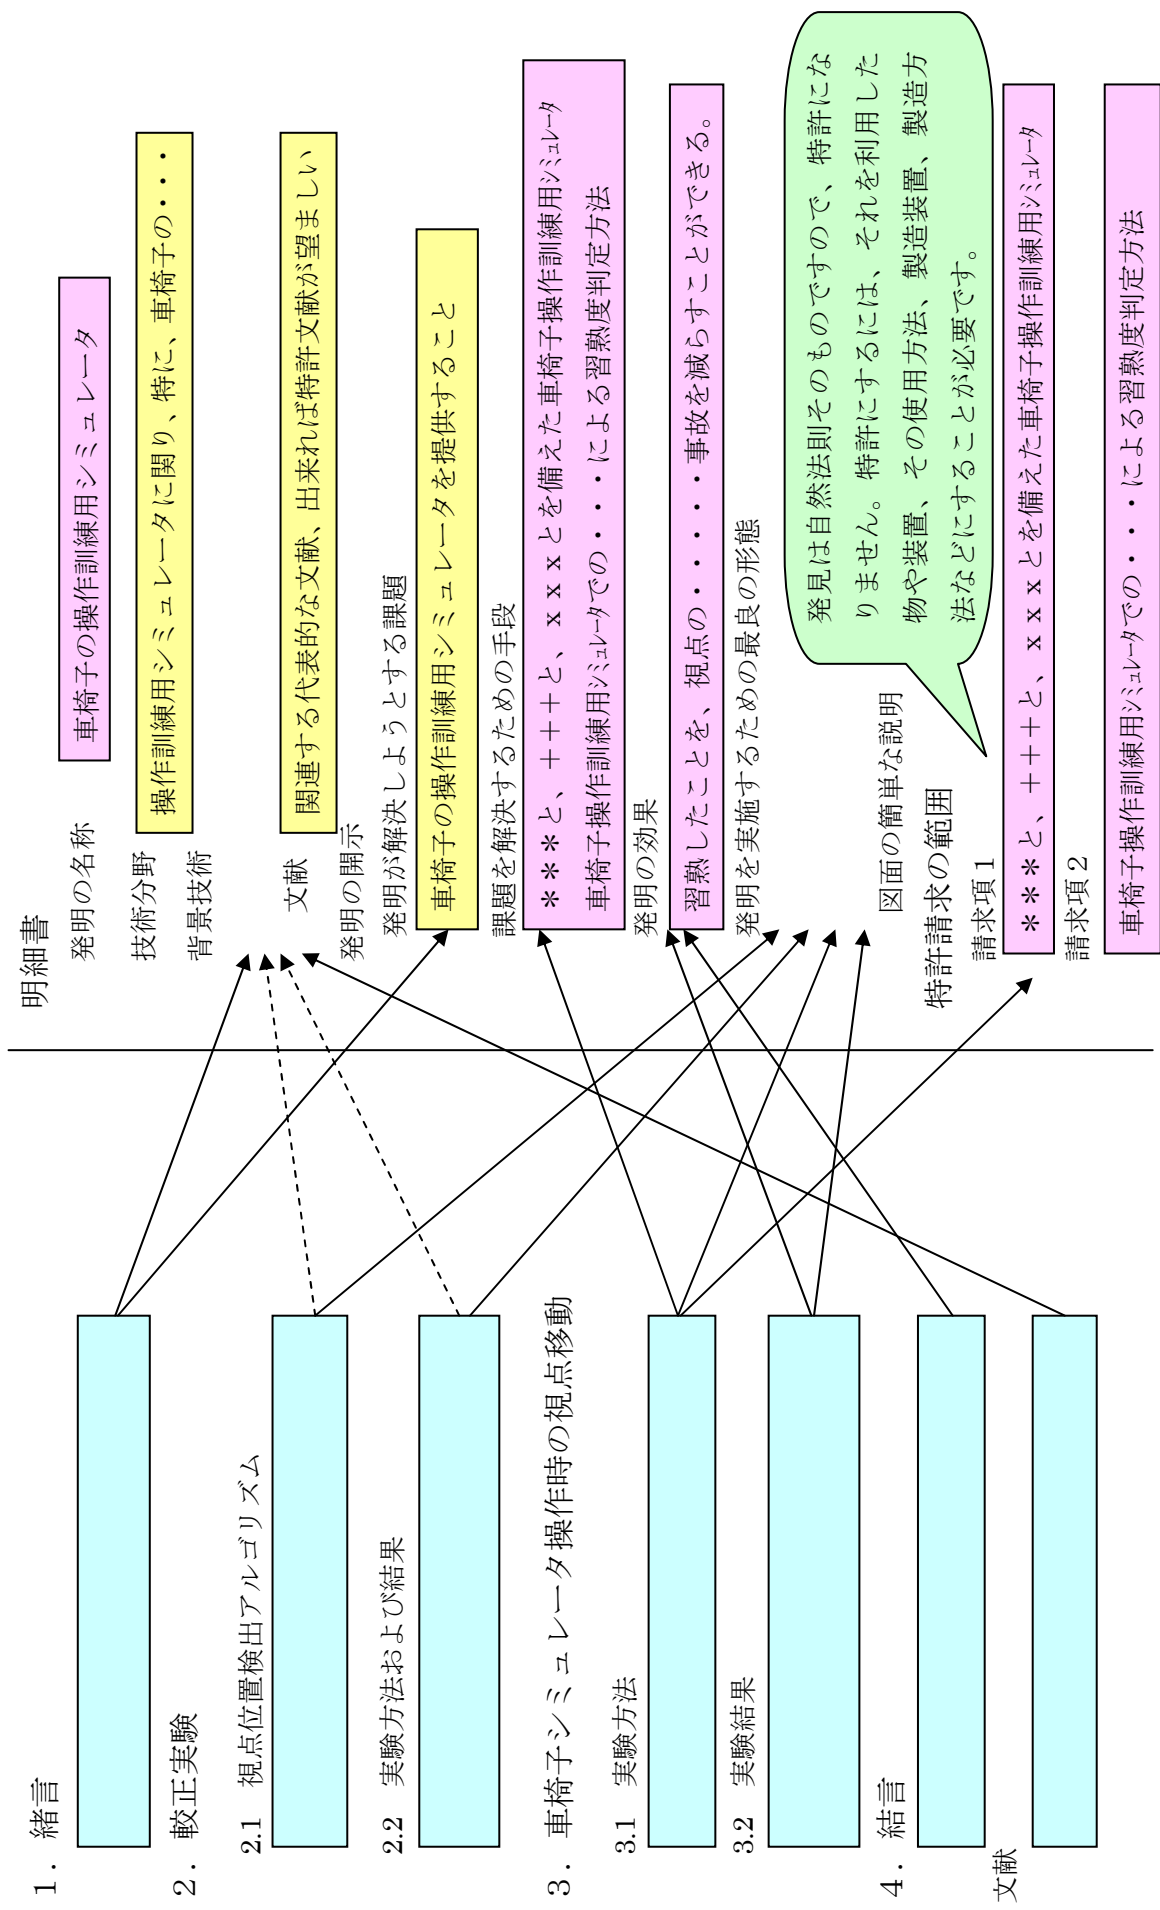 1．緒言
2．較正実験
2.1　視点位置検出アルゴリズム
2.2　実験方法および結果
3．車椅子シミュレータ操作時の視点移動
3.1　実験方法
3.2　実験結果
4．結言
文献
明細書
発明の名称
車椅子の操作訓練用シミュレータ
技術分野
操作訓練用シミュレータに関り、特に、車椅子の・・・
背景技術
文献
関連する代表的な文献、出来れば特許文献が望ましい
発明の開示
発明が解決しようとする課題
車椅子の操作訓練用シミュレータを提供すること
課題を解決するための手段
＊＊＊と、＋＋＋と、ｘｘｘとを備えた車椅子操作訓練用ｼﾐｭﾚｰﾀ
車椅子操作訓練用ｼﾐｭﾚｰﾀでの・・・による習熟度判定方法
発明の効果
習熟したことを、視点の・・・・・事故を減らすことができる。
発明を実施するための最良の形態
図面の簡単な説明
特許請求の範囲
請求項１
＊＊＊と、＋＋＋と、ｘｘｘとを備えた車椅子操作訓練用ｼﾐｭﾚｰﾀ
請求項２
車椅子操作訓練用ｼﾐｭﾚｰﾀでの・・・による習熟度判定方法
発見は自然法則そのものですので、特許にな
りません。特許にするには、それを利用した
物や装置、その使用方法、製造装置、製造方
法などにすることが必要です。